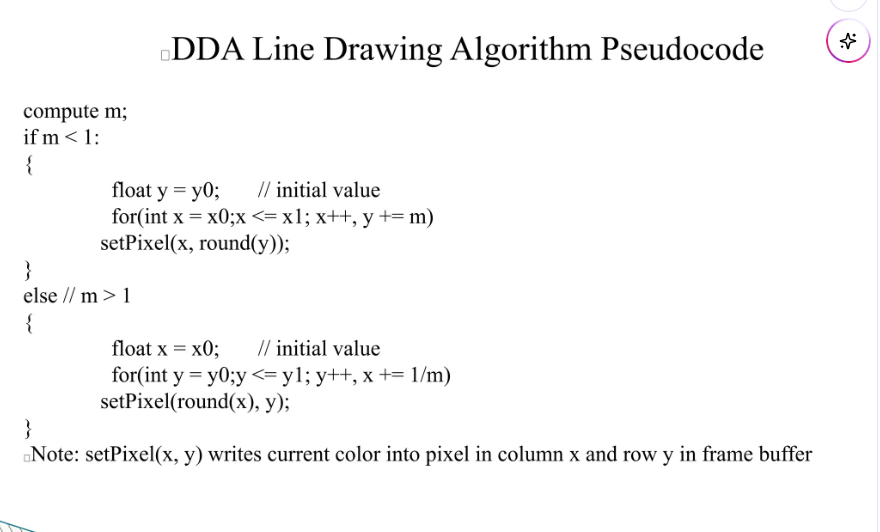 DDA Line Drawing Algorithm Pseudocode
compute m;
if m < 1:
{
float y = y0; // initial value
for(int x = x0;x <= x1; x++, y += m)
setPixel(x, round(y));
}
else // m > 1
{
float x = x0; // initial value
for(int y = y0;y <= y1; y++, x += 1/m)
setPixel(round(x), y);
}
Note: setPixel(x, y) writes current color into pixel in column x and row y in frame buffer